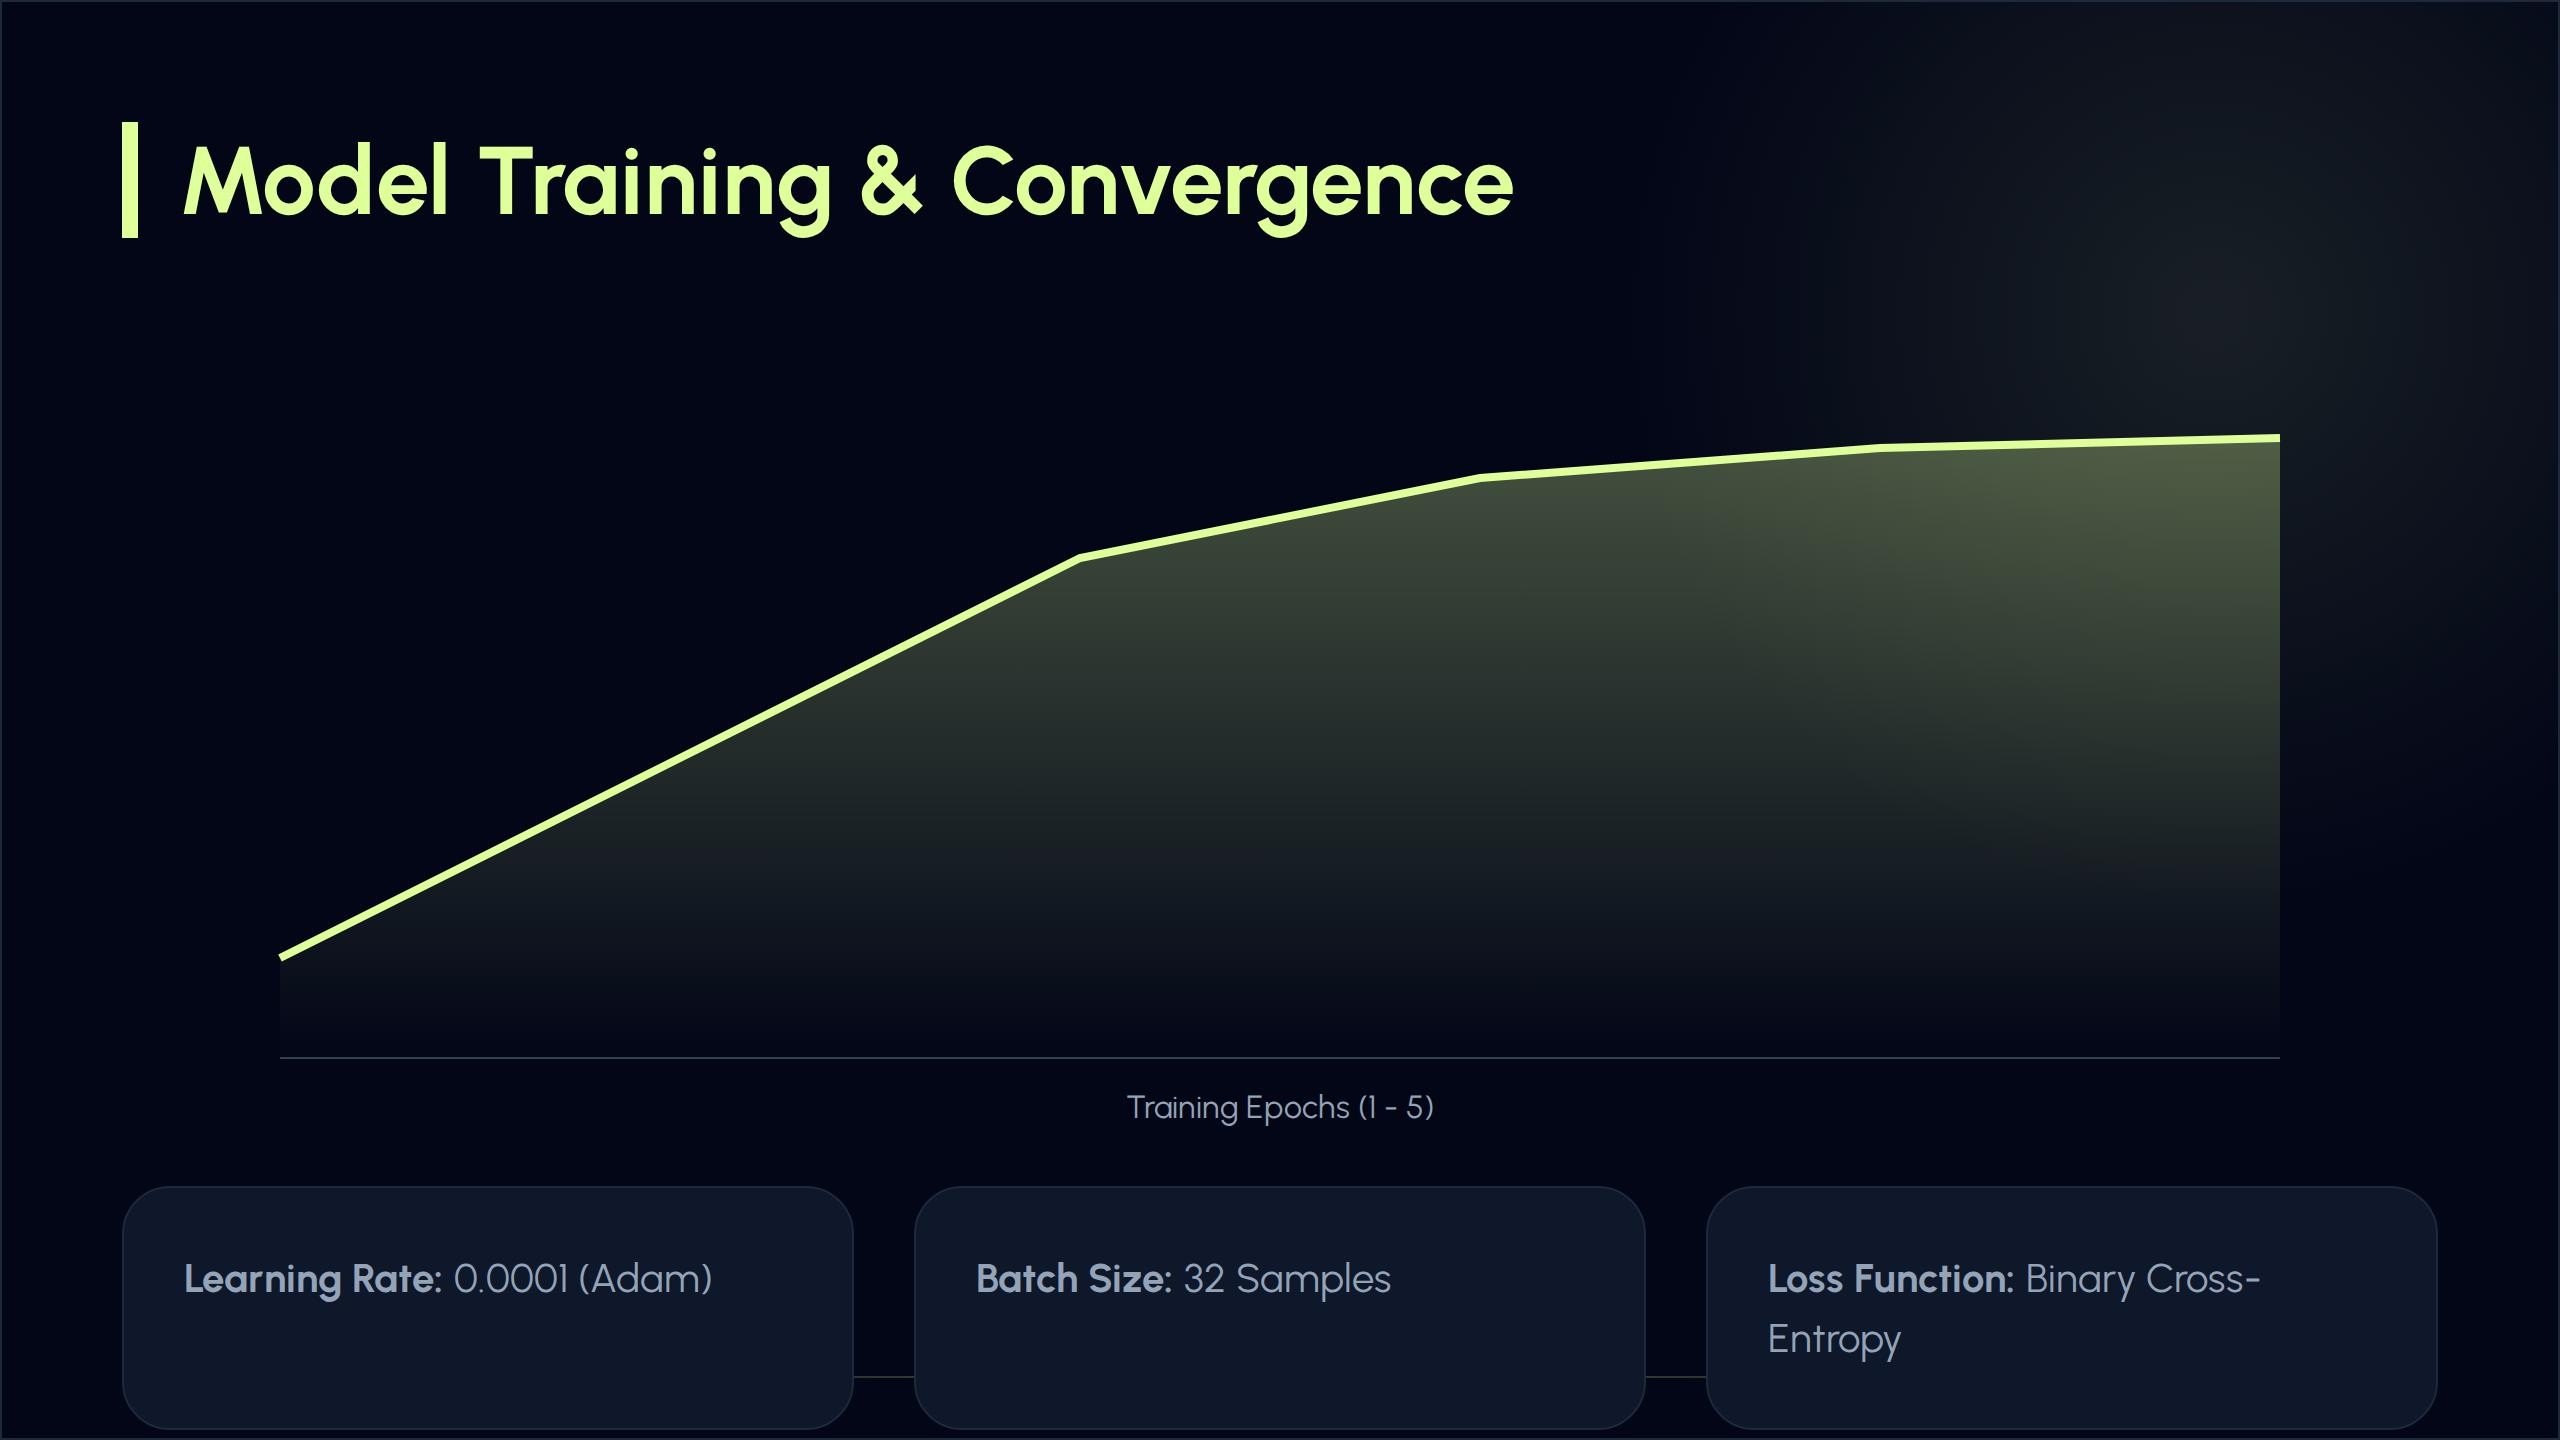 Model Training & Convergence
Training Epochs (1 - 5)
Learning Rate: 0.0001 (Adam)
Batch Size: 32 Samples
Loss Function: Binary Cross-
Entropy